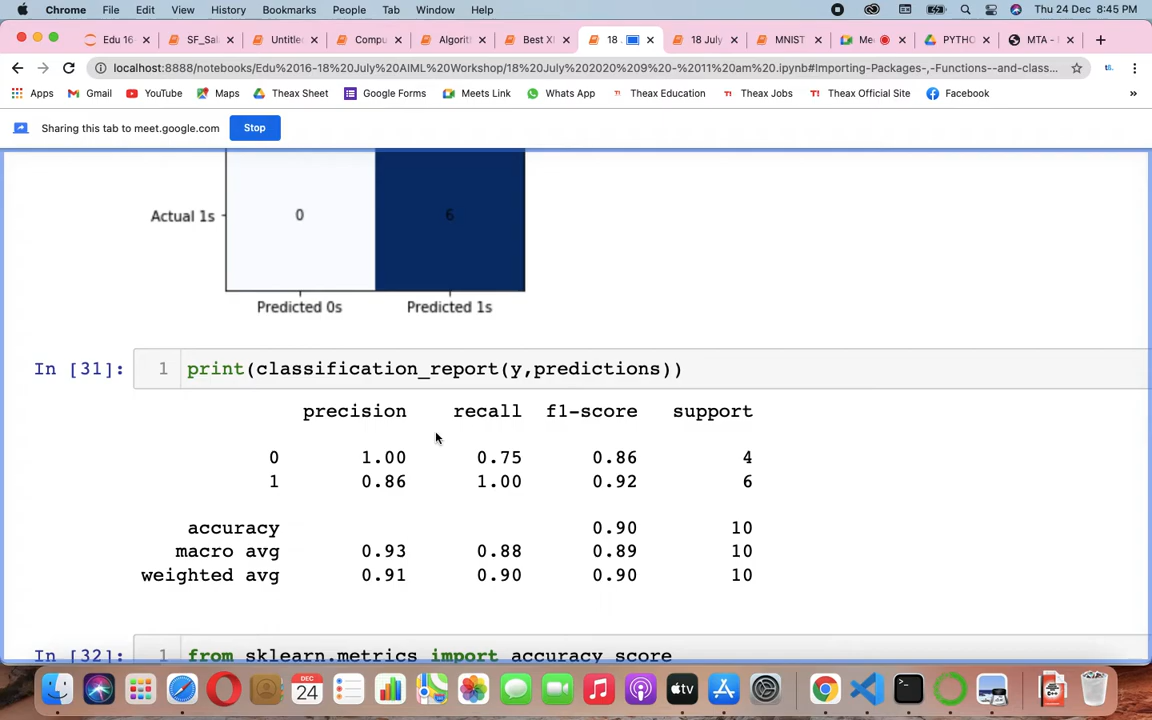 Chrome File Edit View History Bookmarks People Tab Window Help Thu 24 Dec 8:45 PM
Edu 16- SF_Sal Untitle Compu Algorit Best Xl 18 . 18 July MNIST Me PYTHO MTA -
localhost:8888/notebooks/Edu%2016-18%20July%20AIML%20Workshop/18%20July%202020%209%20-%2011%20am%20.ipynb#Importing-Packages-,-Functions--and-class...
Apps Gmail YouTube Maps Theax Sheet Google Forms Meets Link Whats App Theax Education Theax Jobs Theax Official Site Facebook »
Sharing this tab to meet.google.com Stop
Actual 1s 0 6
Predicted 0s Predicted 1s
In [31]: 1 print(classification_report(y,predictions))
precision recall f1-score support
0 1.00 0.75 0.86 4
1 0.86 1.00 0.92 6
accuracy 0.90 10
macro avg 0.93 0.88 0.89 10
weighted avg 0.91 0.90 0.90 10
In [32]: 1 from sklearn.metrics import accuracy_score
DEC
24
tv